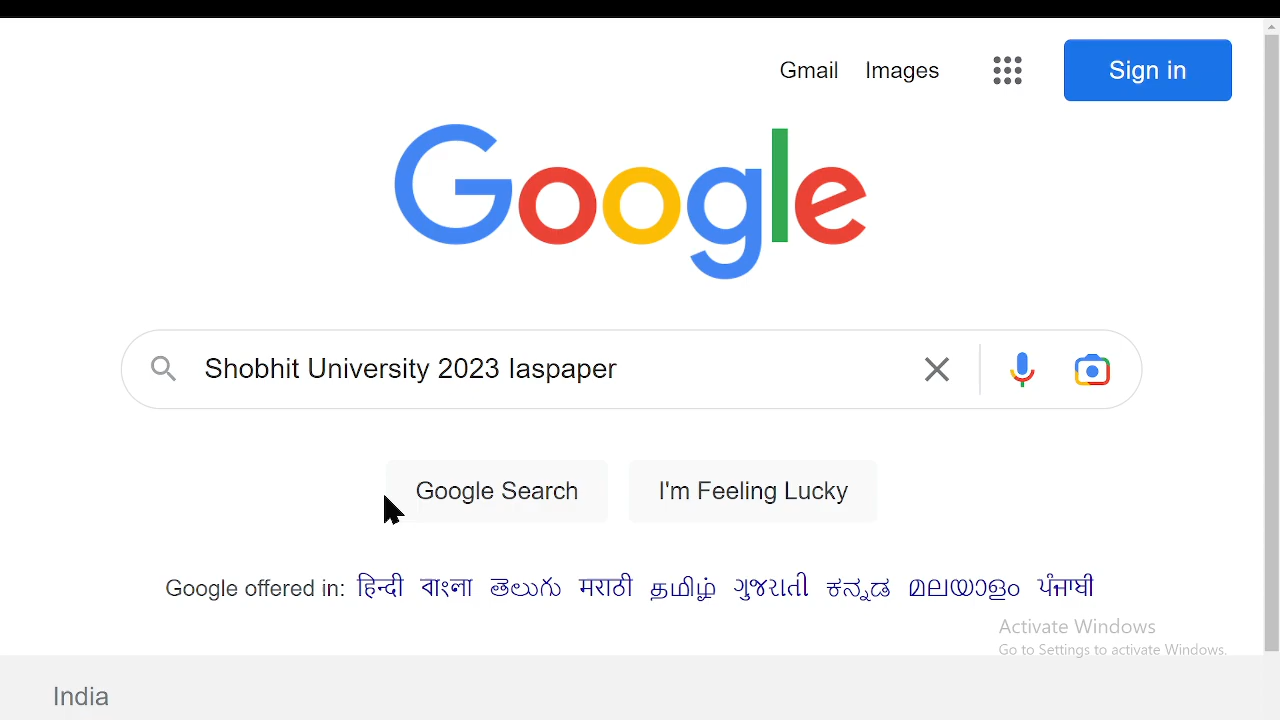 Gmail Images Sign in
Google
Shobhit University 2023 Iaspaper
Google Search I'm Feeling Lucky
Google offered in: हिन्दी বাংলা తెలుగు मराठी தமிழ் ગુજરાતી ಕನ್ನಡ മലയാളം ਪੰਜਾਬੀ
Activate Windows
Go to Settings to activate Windows.
India